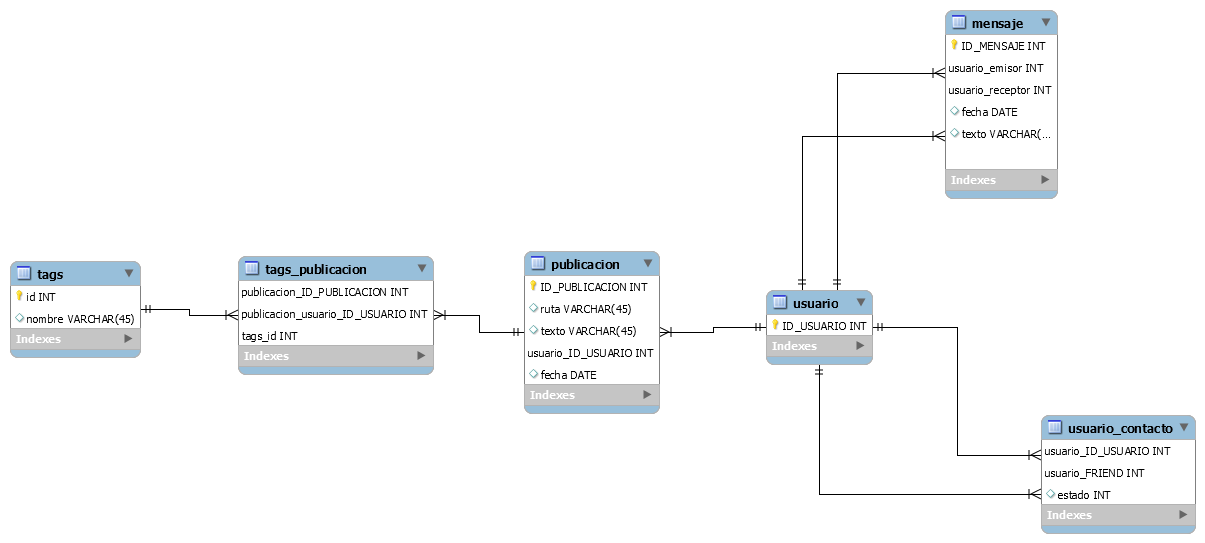 mensaje
ID_MENSAJE INT
usuario_emisor INT
usuario_receptor INT
fecha DATE
texto VARCHAR(...
Indexes
tags
id INT
nombre VARCHAR(45)
Indexes
tags_publicacion
publicacion_ID_PUBLICACION INT
publicacion_usuario_ID_USUARIO INT
tags_id INT
Indexes
publicacion
ID_PUBLICACION INT
ruta VARCHAR(45)
texto VARCHAR(45)
usuario_ID_USUARIO INT
fecha DATE
Indexes
usuario
ID_USUARIO INT
Indexes
usuario_contacto
usuario_ID_USUARIO INT
usuario_FRIEND INT
estado INT
Indexes